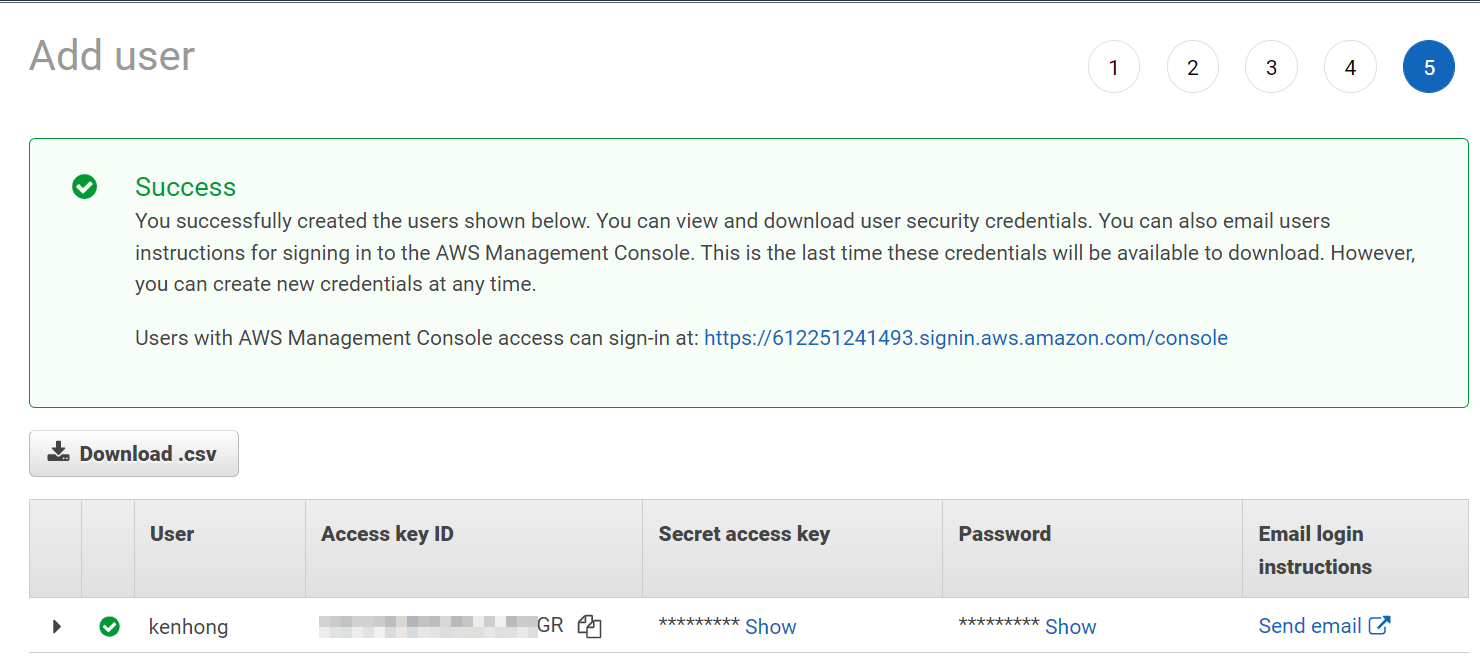 Add user
1 2 3 4 5
Success
You successfully created the users shown below. You can view and download user security credentials. You can also email users
instructions for signing in to the AWS Management Console. This is the last time these credentials will be available to download. However,
you can create new credentials at any time.
Users with AWS Management Console access can sign-in at: https://612251241493.signin.aws.amazon.com/console
Download .csv
User Access key ID Secret access key Password Email login
instructions
kenhong GR ********* Show ********* Show Send email